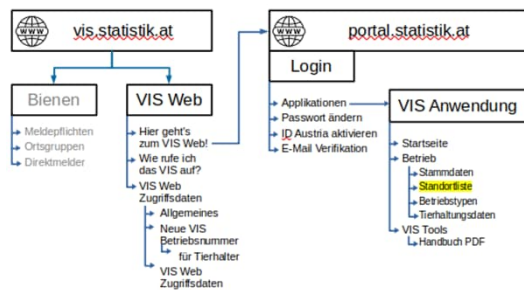 www
vis.statistik.at
www
portal.statistik.at
Login
Bienen
VIS Web
Applikationen
VIS Anwendung
Passwort ändern
ID Austria aktivieren
E-Mail Verifikation
Meldepflichten
Ortsgruppen
Direktmelder
Hier geht's
zum VIS Web!
Wie rufe ich
das VIS auf?
VIS Web
Zugriffsdaten
Allgemeines
Neue VIS
Betriebsnummer
für Tierhalter
VIS Web
Zugriffsdaten
Startseite
Betrieb
Stammdaten
Standortliste
Betriebstypen
Tierhaltungsdaten
VIS Tools
Handbuch PDF